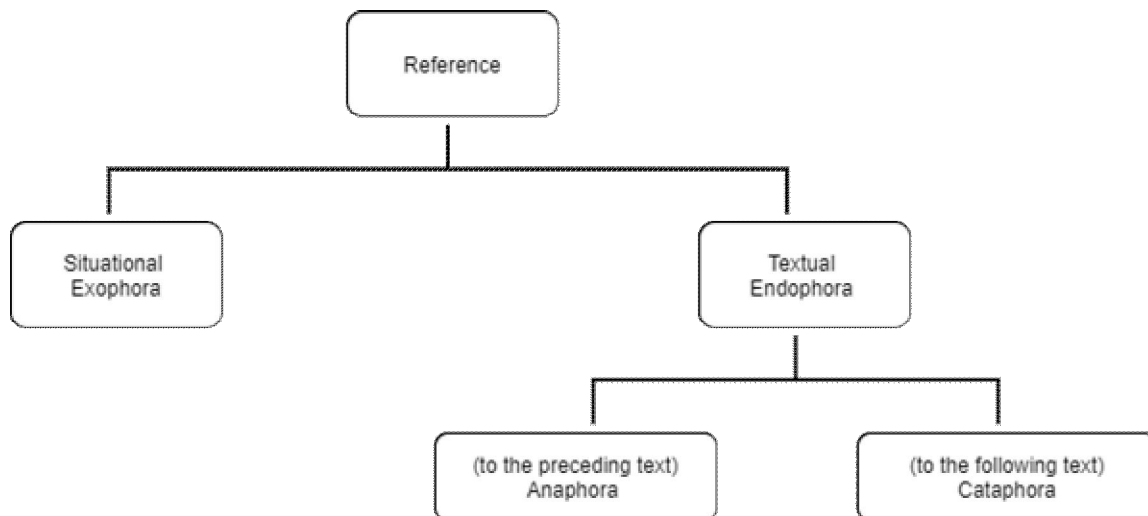 Reference
Situational
Exophora
Textual
Endophora
(to the preceding text)
Anaphora
(to the following text)
Cataphora